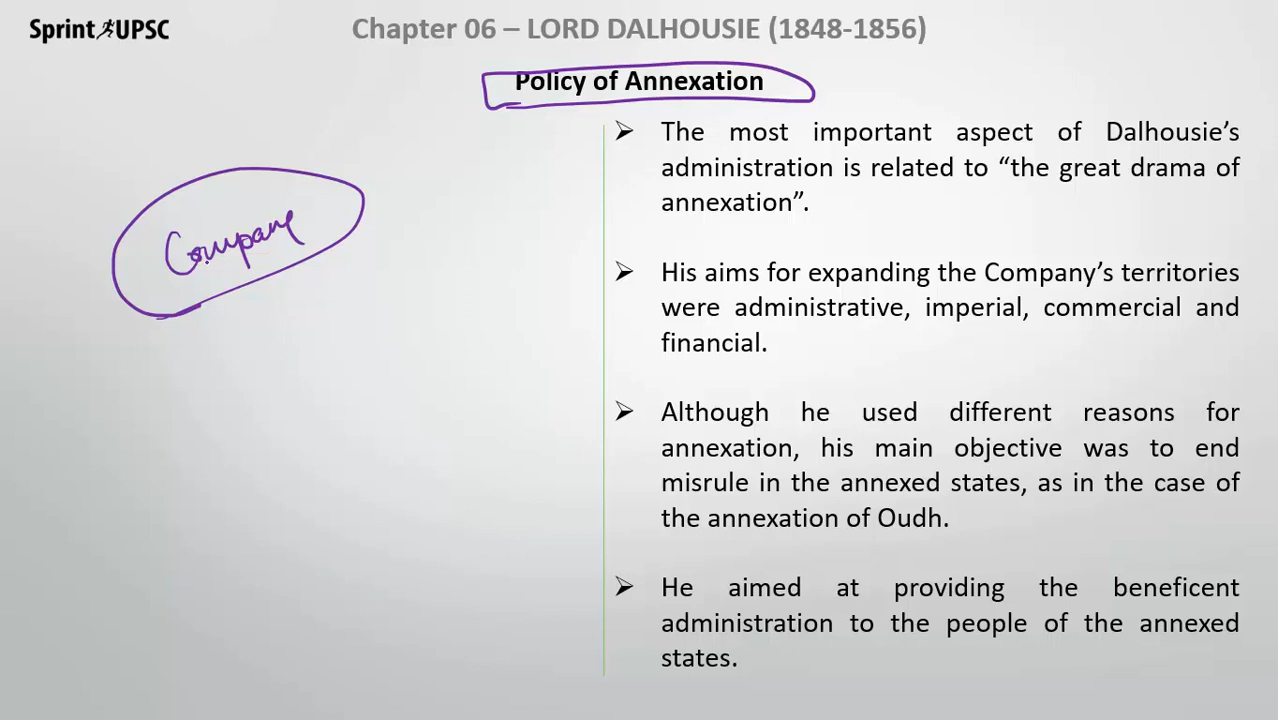 Sprint UPSC
Chapter 06 – LORD DALHOUSIE (1848-1856)
Policy of Annexation
Company
➢ The most important aspect of Dalhousie’s
administration is related to “the great drama of
annexation”.
➢ His aims for expanding the Company’s territories
were administrative, imperial, commercial and
financial.
➢ Although he used different reasons for
annexation, his main objective was to end
misrule in the annexed states, as in the case of
the annexation of Oudh.
➢ He aimed at providing the beneficent
administration to the people of the annexed
states.